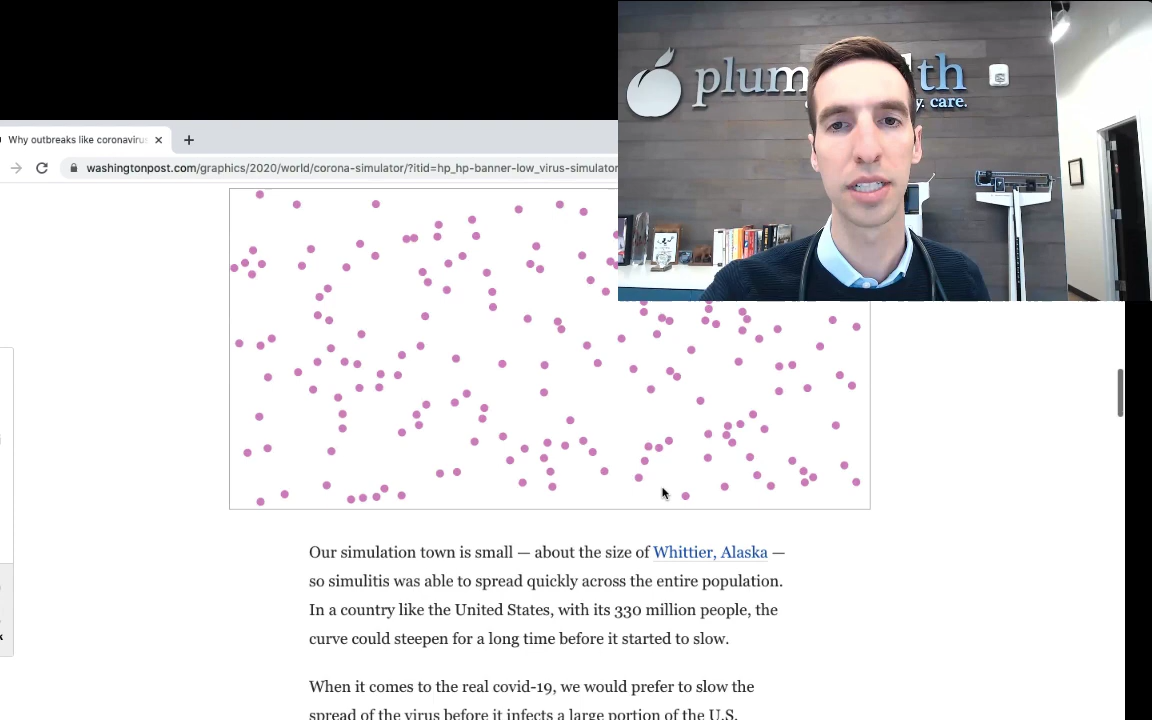 plum
th
y. care.
Why outbreaks like coronavirus
washingtonpost.com/graphics/2020/world/corona-simulator/?itid=hp_hp-banner-low_virus-simulator
Our simulation town is small — about the size of Whittier, Alaska —
so simulitis was able to spread quickly across the entire population.
In a country like the United States, with its 330 million people, the
curve could steepen for a long time before it started to slow.
When it comes to the real covid-19, we would prefer to slow the
spread of the virus before it infects a large portion of the U.S.